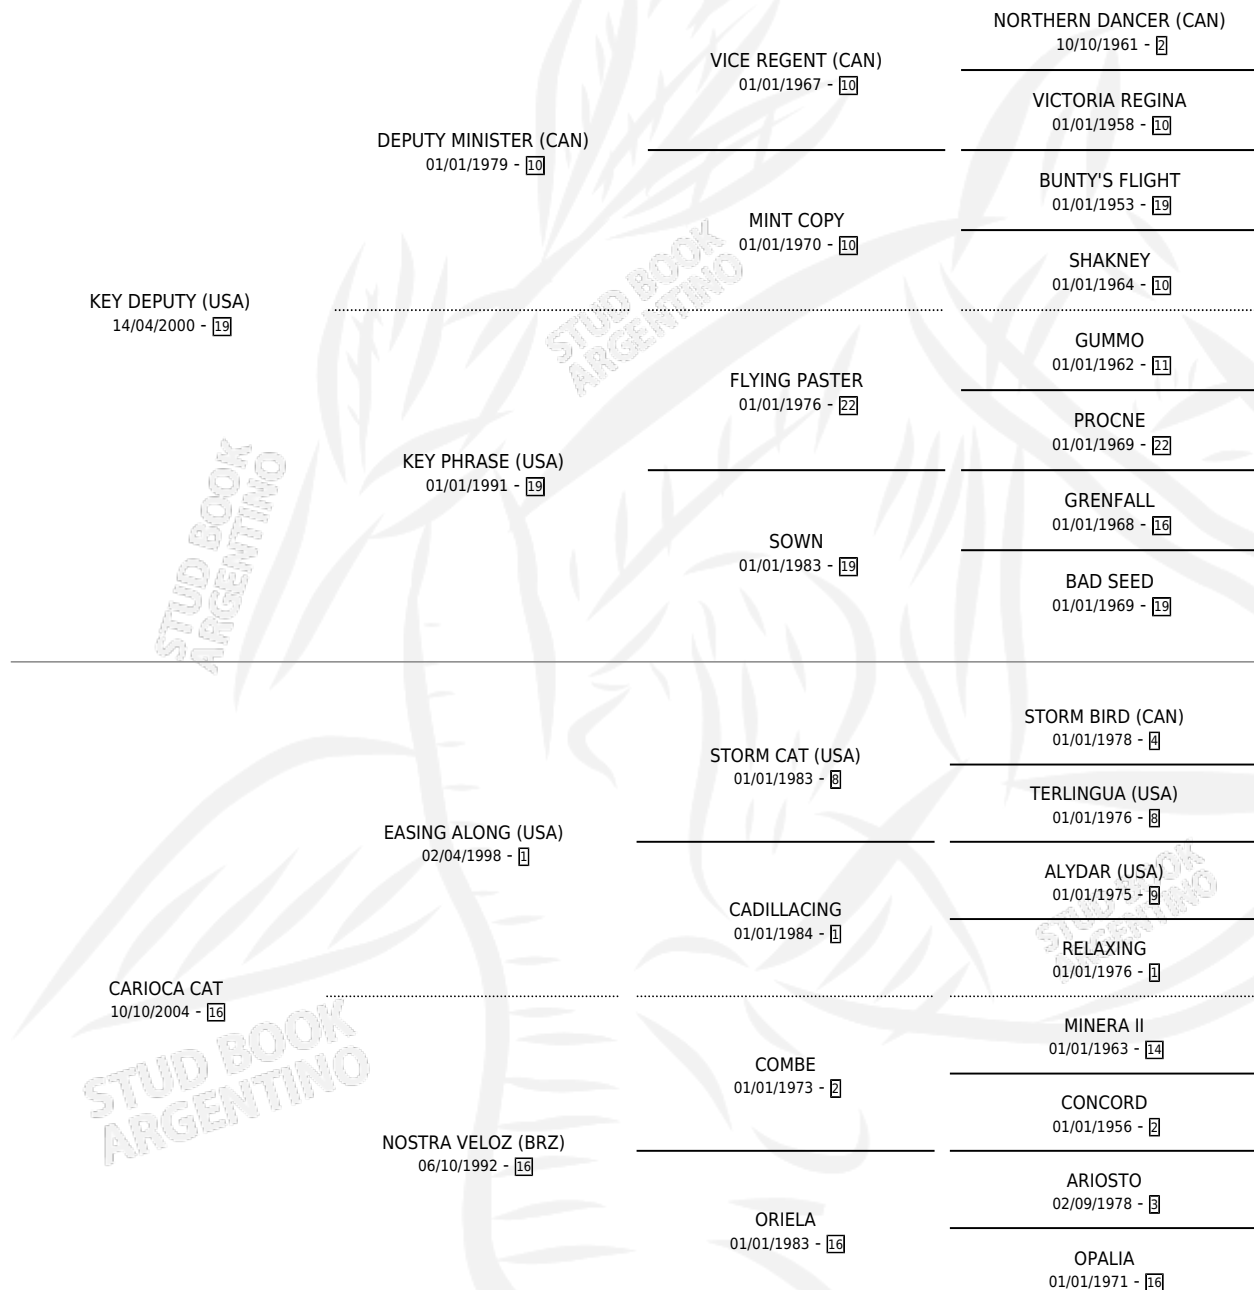 NORTHERN DANCER (CAN)
10/10/1961 - 2
VICE REGENT (CAN)
01/01/1967 - 10
VICTORIA REGINA
01/01/1958 - 10
DEPUTY MINISTER (CAN)
01/01/1979 - 10
BUNTY'S FLIGHT
01/01/1953 - 19
MINT COPY
01/01/1970 - 10
SHAKNEY
01/01/1964 - 10
KEY DEPUTY (USA)
14/04/2000 - 19
GUMMO
01/01/1962 - 11
FLYING PASTER
01/01/1976 - 22
PROCNE
01/01/1969 - 22
KEY PHRASE (USA)
01/01/1991 - 19
GRENFALL
01/01/1968 - 16
SOWN
01/01/1983 - 19
BAD SEED
01/01/1969 - 19
STUD BOOK
ARGENTINO
STUD BOOK
ARGENTINO
STORM BIRD (CAN)
01/01/1978 - 4
STORM CAT (USA)
01/01/1983 - 8
TERLINGUA (USA)
01/01/1976 - 8
EASING ALONG (USA)
02/04/1998 - 1
ALYDAR (USA)
01/01/1975 - 9
CADILLACING
01/01/1984 - 1
RELAXING
01/01/1976 - 1
STUD BOOK
ARGENTINO
CARIOCA CAT
10/10/2004 - 16
MINERA II
01/01/1963 - 14
COMBE
01/01/1973 - 2
CONCORD
01/01/1956 - 2
STUD BOOK
ARGENTINO
NOSTRA VELOZ (BRZ)
06/10/1992 - 16
ARIOSTO
02/09/1978 - 3
ORIELA
01/01/1983 - 16
OPALIA
01/01/1971 - 16